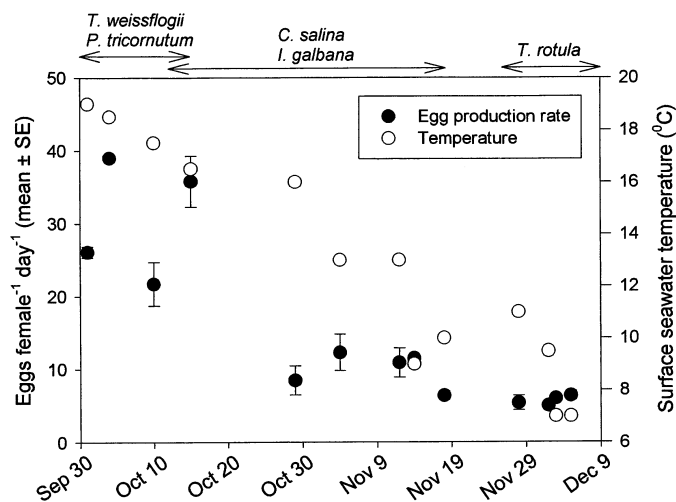 T. weissflogii
P. tricornutum
C. salina
I. galbana
T. rotula
50
40
30
20
10
0
Eggs female⁻¹ day⁻¹ (mean ± SE)
Egg production rate
Temperature
20
18
16
14
12
10
8
6
Surface seawater temperature (⁰C)
Sep 30
Oct 10
Oct 20
Oct 30
Nov 9
Nov 19
Nov 29
Dec 9